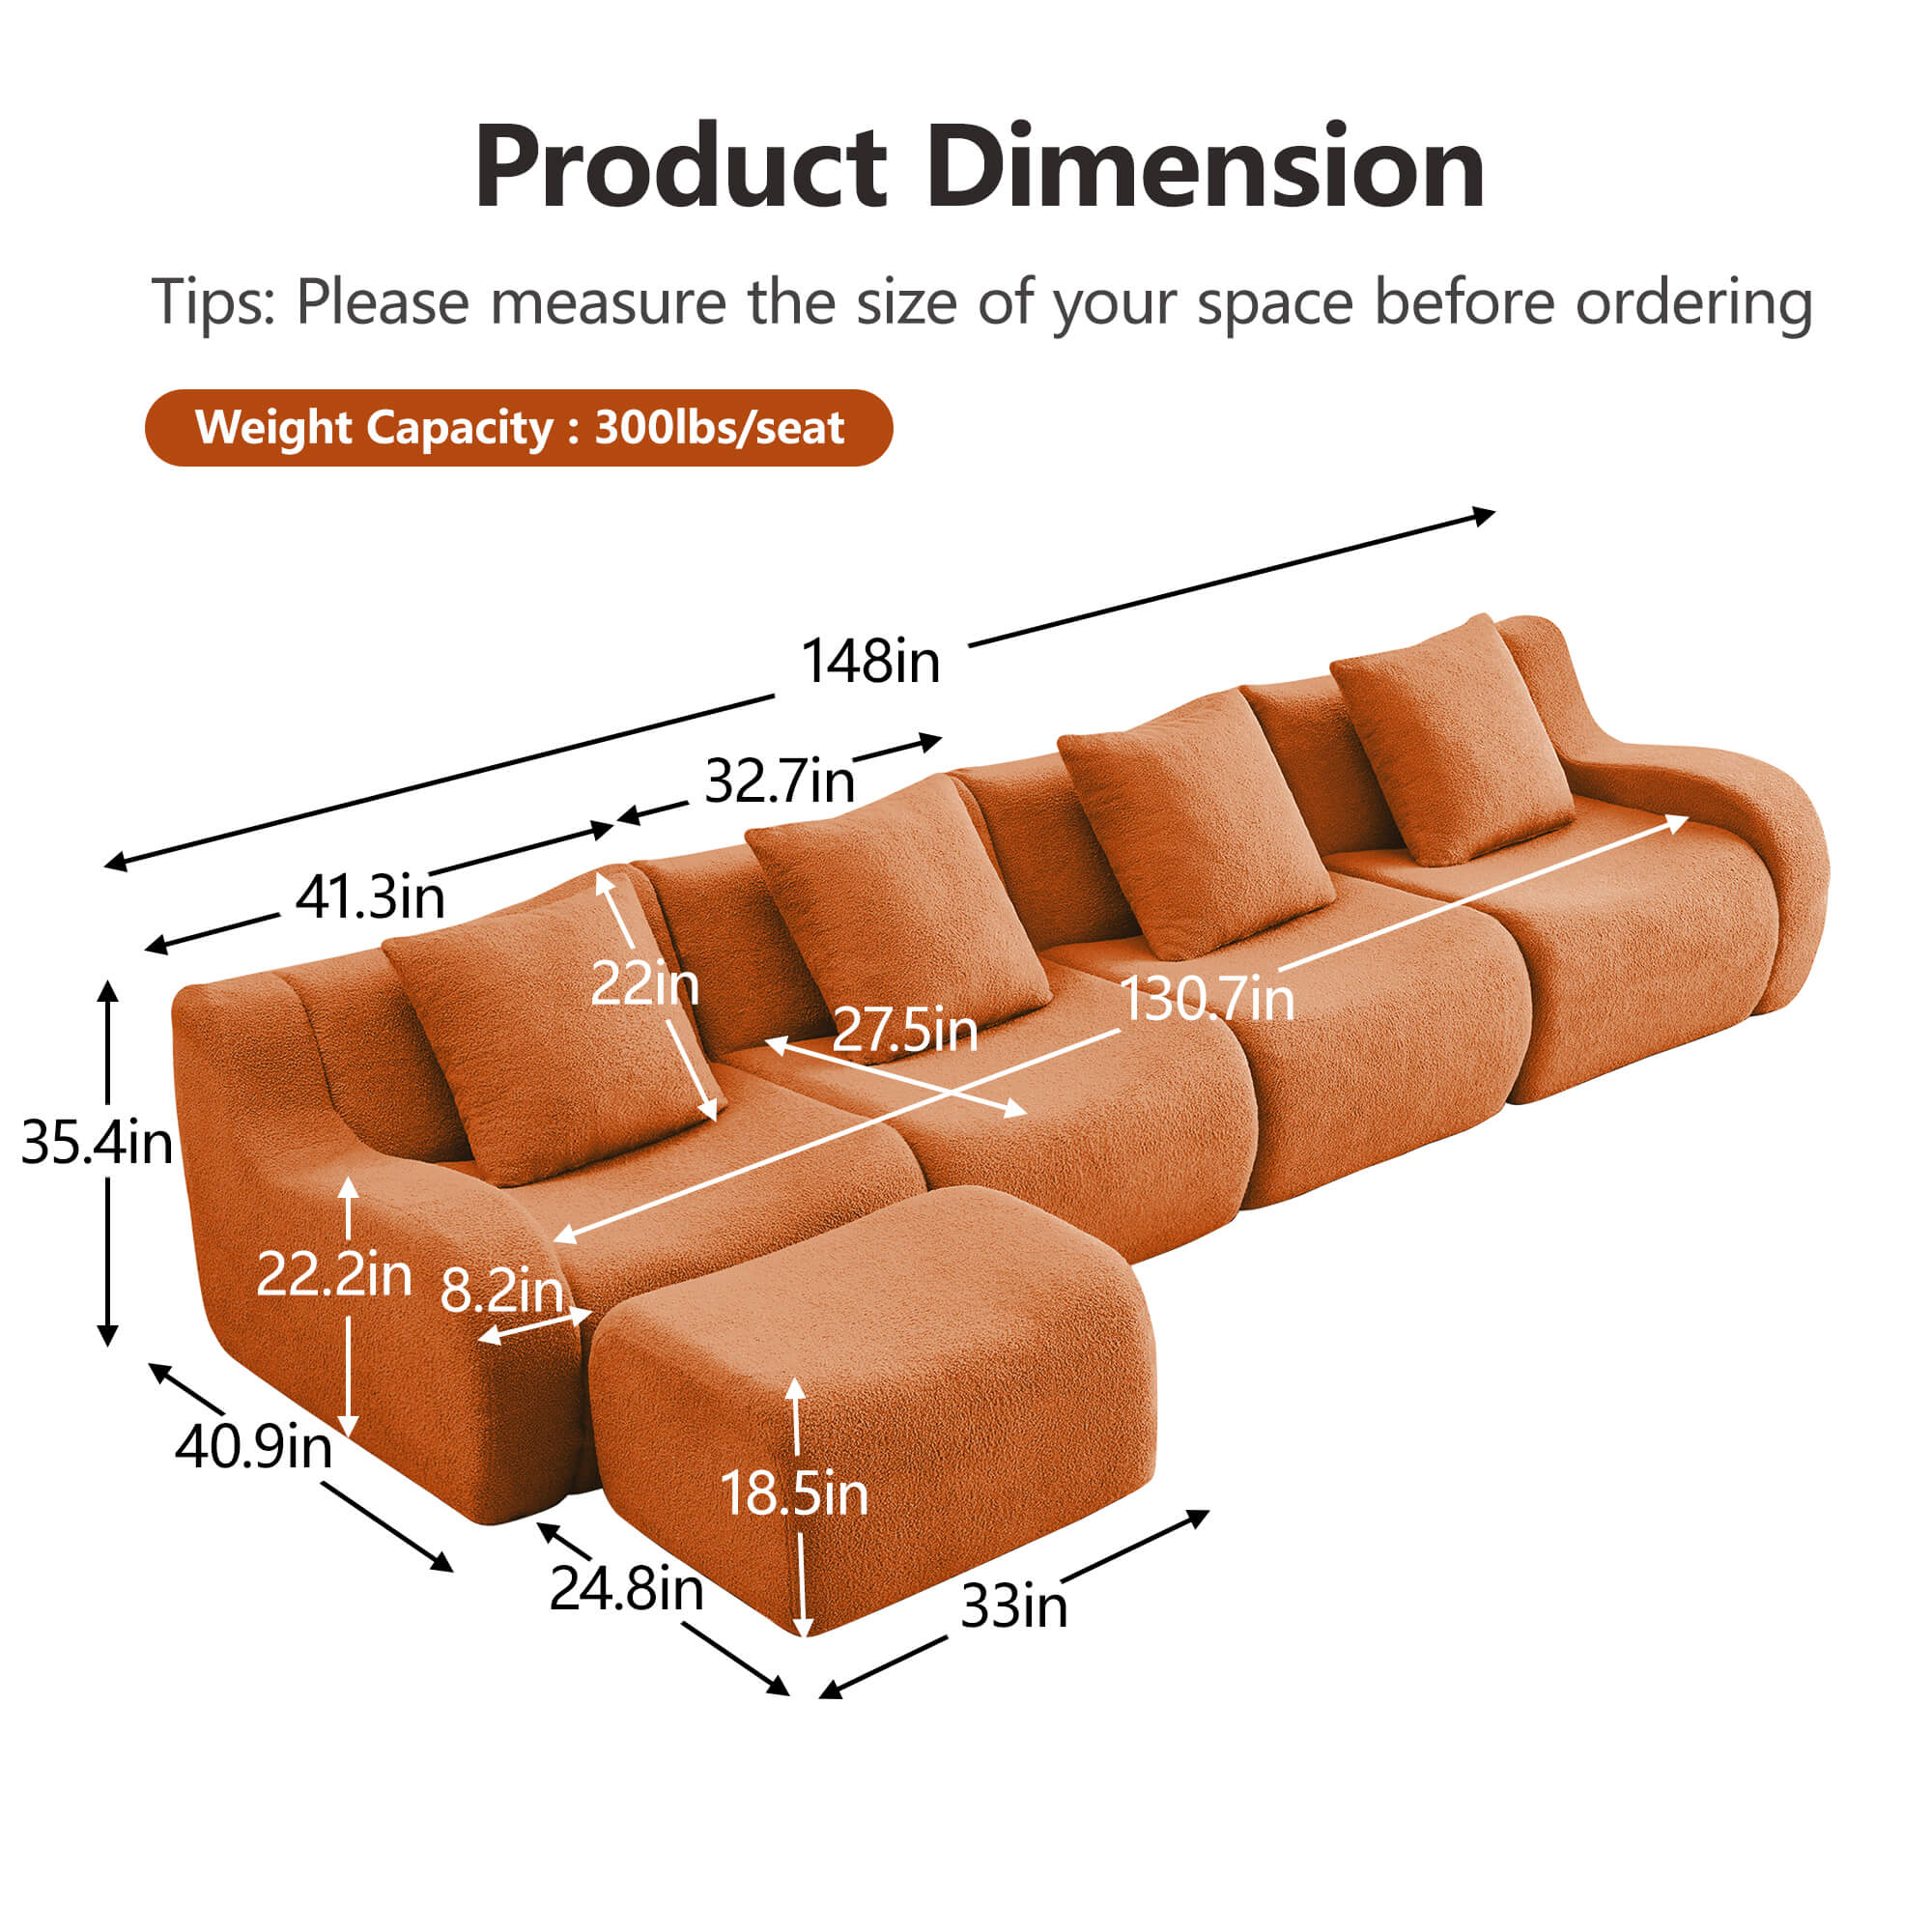 Product Dimension
Tips: Please measure the size of your space before ordering
Weight Capacity : 300lbs/seat
148in
32.7in
41.3in
22in
27.5in
130.7in
35.4in
22.2in
8.2in
40.9in
18.5in
24.8in
33in